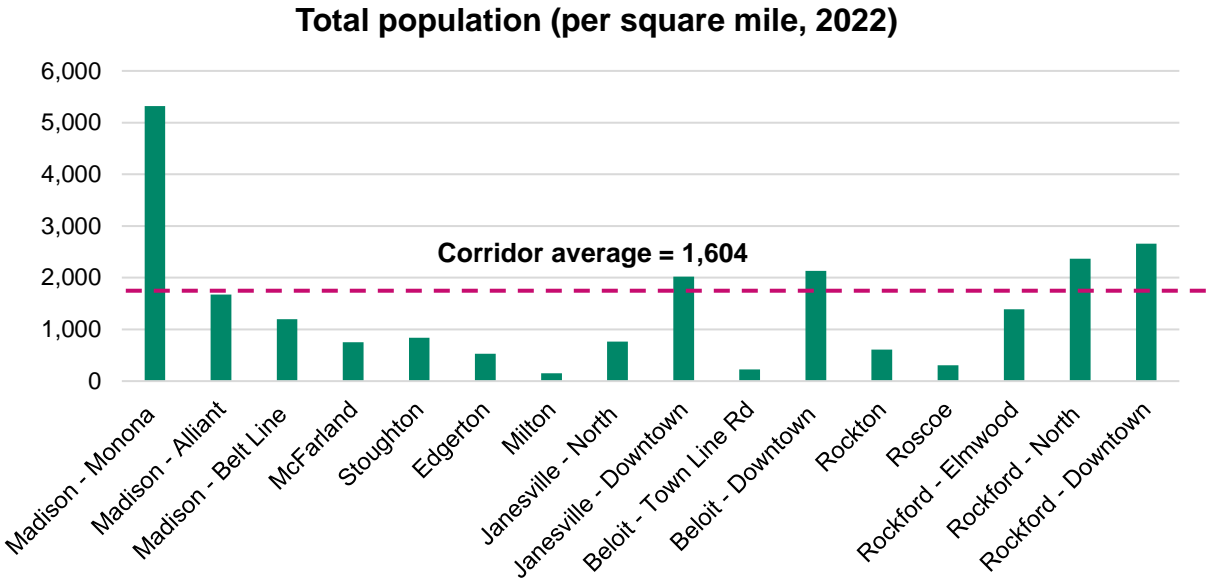 Total population (per square mile, 2022)
6,000
5,000
4,000
3,000
2,000
1,000
0
Corridor average = 1,604
Madison - Monona
Madison - Alliant
Madison - Belt Line
McFarland
Stoughton
Edgerton
Milton
Janesville - North
Janesville - Downtown
Beloit - Town Line Rd
Beloit - Downtown
Rockton
Roscoe
Rockford - Elmwood
Rockford - North
Rockford - Downtown